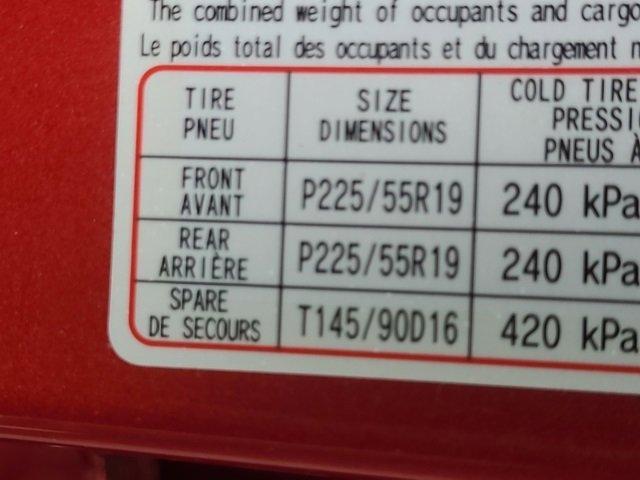 The combined weight of occupants and cargo
Le poids total des occupants et du chargement
TIRE SIZE COLD TIRE
PNEU DIMENSIONS PRESSI
PNEUS A
FRONT AVANT P225/55R19 240 kPa
REAR ARRIÈRE P225/55R19 240 kPa
SPARE DE SECOURS T145/90D16 420 kPa